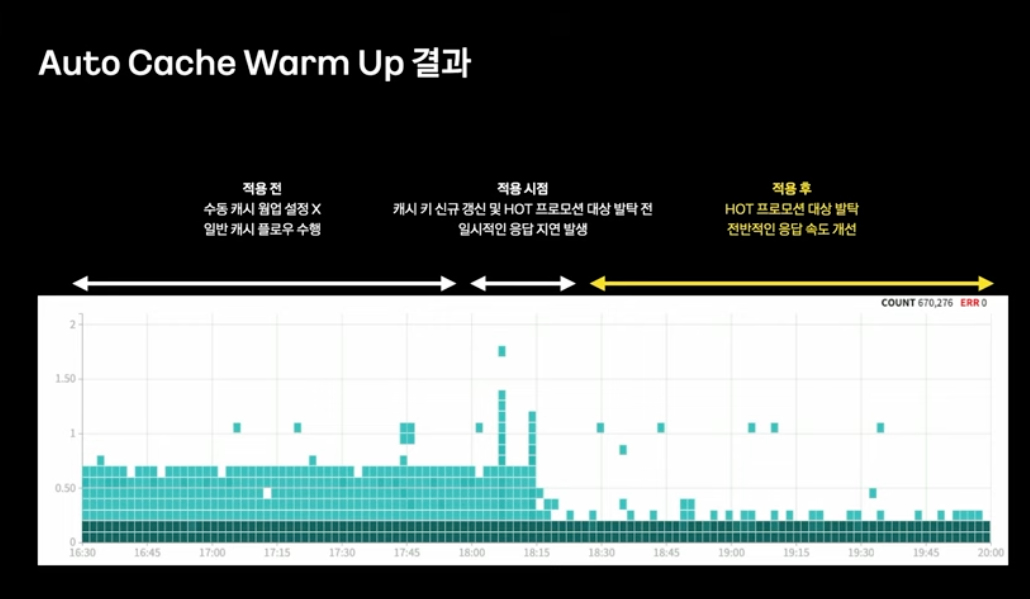 Auto Cache Warm Up 결과
적용 전
수동 캐시 웜업 설정 X
일반 캐시 플로우 수행
적용 시점
캐시 키 신규 갱신 및 HOT 프로모션 대상 발탁 전
일시적인 응답 지연 발생
적용 후
HOT 프로모션 대상 발탁
전반적인 응답 속도 개선
COUNT 670,276 ERR 0
2
1.50
1
0.50
0
16:30 16:45 17:00 17:15 17:30 17:45 18:00 18:15 18:30 18:45 19:00 19:15 19:30 19:45 20:00